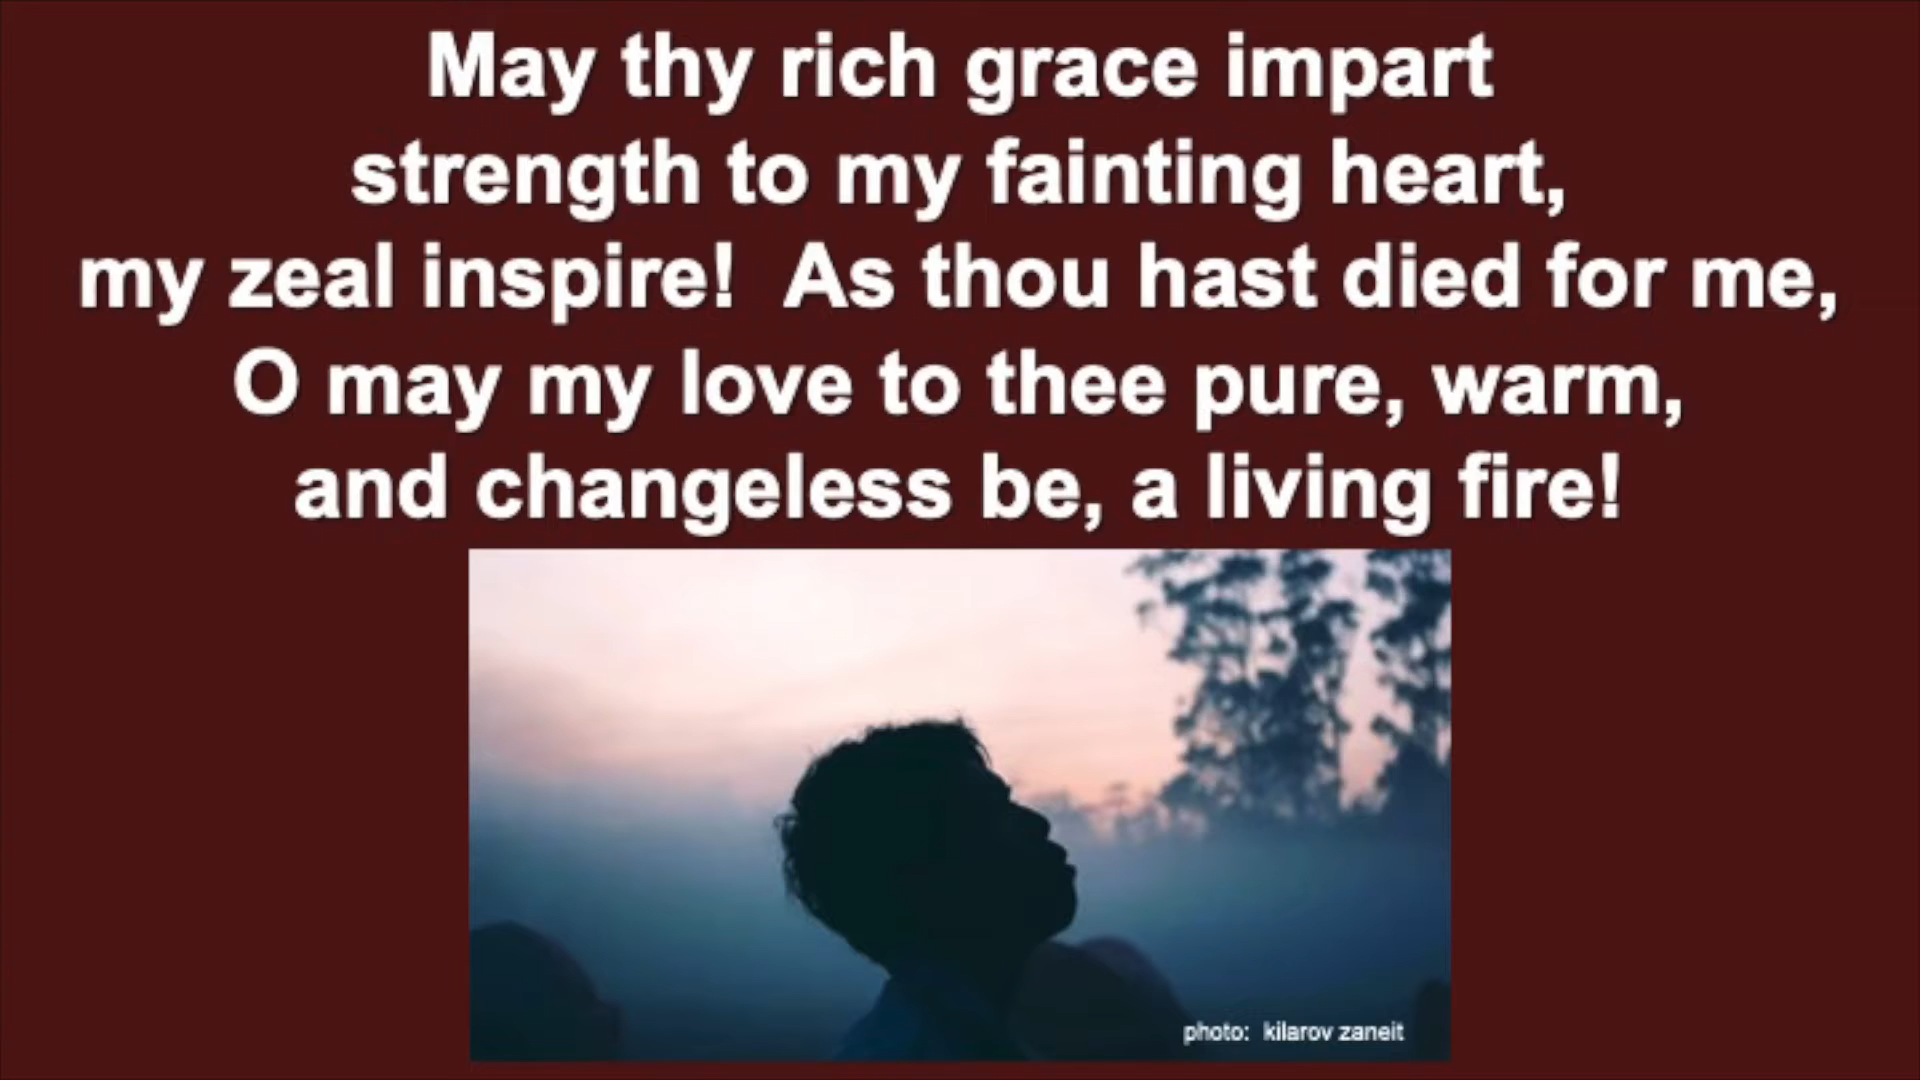 May thy rich grace impart
strength to my fainting heart,
my zeal inspire!  As thou hast died for me,
O may my love to thee pure, warm,
and changeless be, a living fire!
photo:  kilarov zaneit